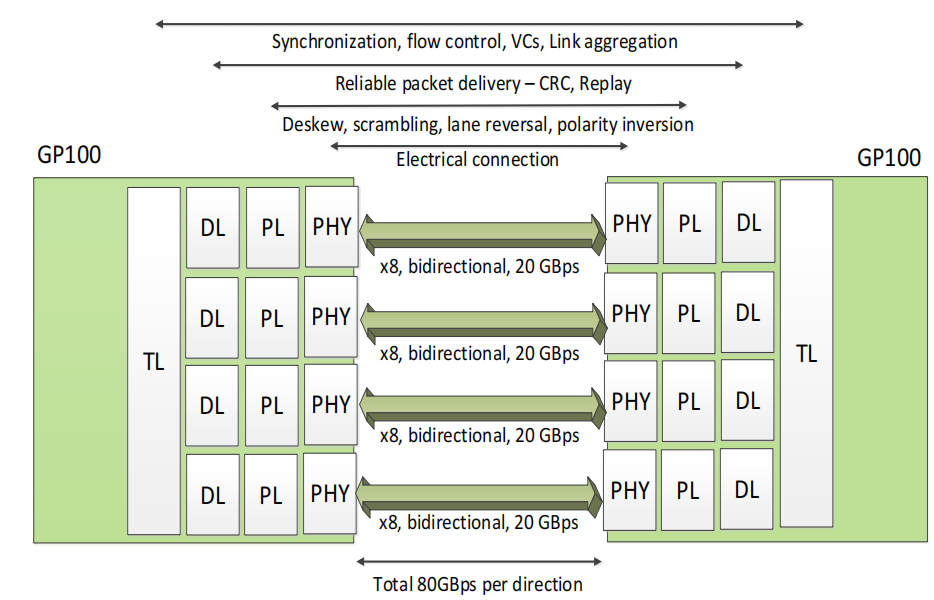 Synchronization, flow control, VCs, Link aggregation
Reliable packet delivery – CRC, Replay
Deskew, scrambling, lane reversal, polarity inversion
Electrical connection
GP100
GP100
TL
DL PL PHY
x8, bidirectional, 20 GBps
PHY PL DL
DL PL PHY
x8, bidirectional, 20 GBps
PHY PL DL
TL
DL PL PHY
x8, bidirectional, 20 GBps
PHY PL DL
DL PL PHY
x8, bidirectional, 20 GBps
PHY PL DL
Total 80GBps per direction